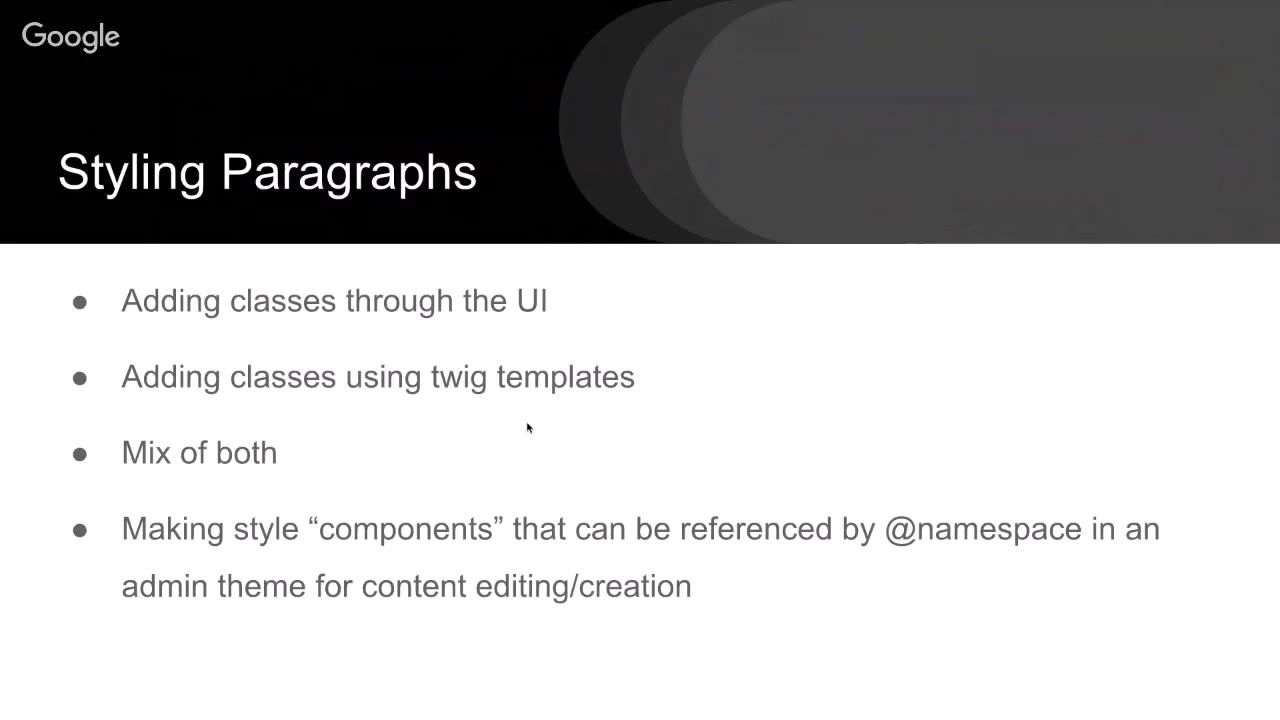 Google
Styling Paragraphs
● Adding classes through the UI
● Adding classes using twig templates
● Mix of both
● Making style “components” that can be referenced by @namespace in an
admin theme for content editing/creation